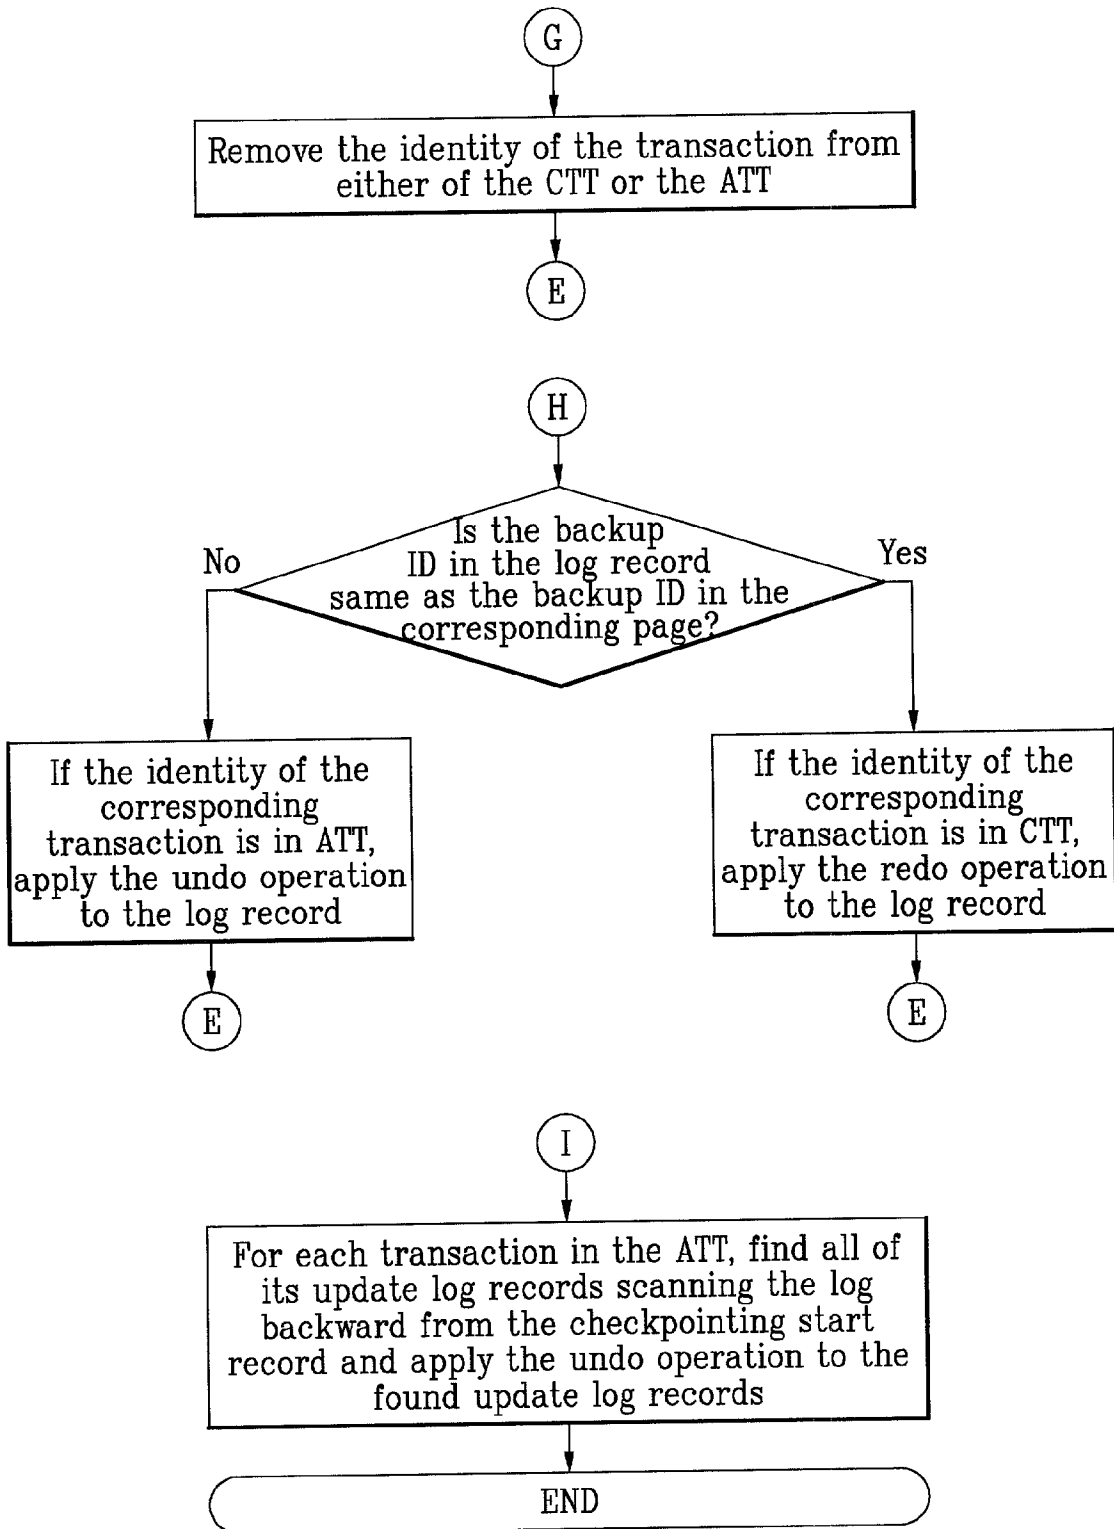 G
Remove the identity of the transaction from
either of the CTT or the ATT
E
H
Is the backup
ID in the log record
same as the backup ID in the
corresponding page?
No
Yes
If the identity of the
corresponding
transaction is in ATT,
apply the undo operation
to the log record
E
If the identity of the
corresponding
transaction is in CTT,
apply the redo operation
to the log record
E
I
For each transaction in the ATT, find all of
its update log records scanning the log
backward from the checkpointing start
record and apply the undo operation to the
found update log records
END